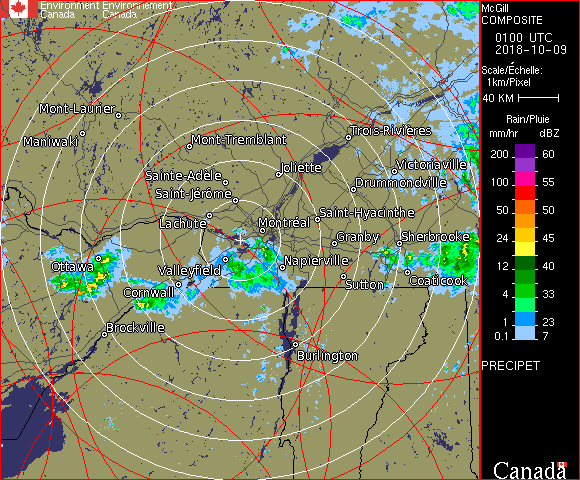 Environment Environnement
Canada Canada
McGill
COMPOSITE
0100 UTC
2018-10-09
Scale/Échelle:
1km/Pixel
40 KM
Rain/Pluie
mm/hr dBZ
200 60
100 55
50 50
24 45
12 40
4 33
1 23
0.1 7
PRECIPET
Canada
Mont-Laurier
Maniwaki
Mont-Tremblant
Trois-Rivières
Sainte-Adèle
Joliette
Victoriaville
Saint-Jérôme
Drummondville
Lachute
Montréal
Saint-Hyacinthe
Granby
Sherbrooke
Ottawa
Valleyfield
Napierville
Cornwall
Sutton
Coaticook
Brockville
Burlington